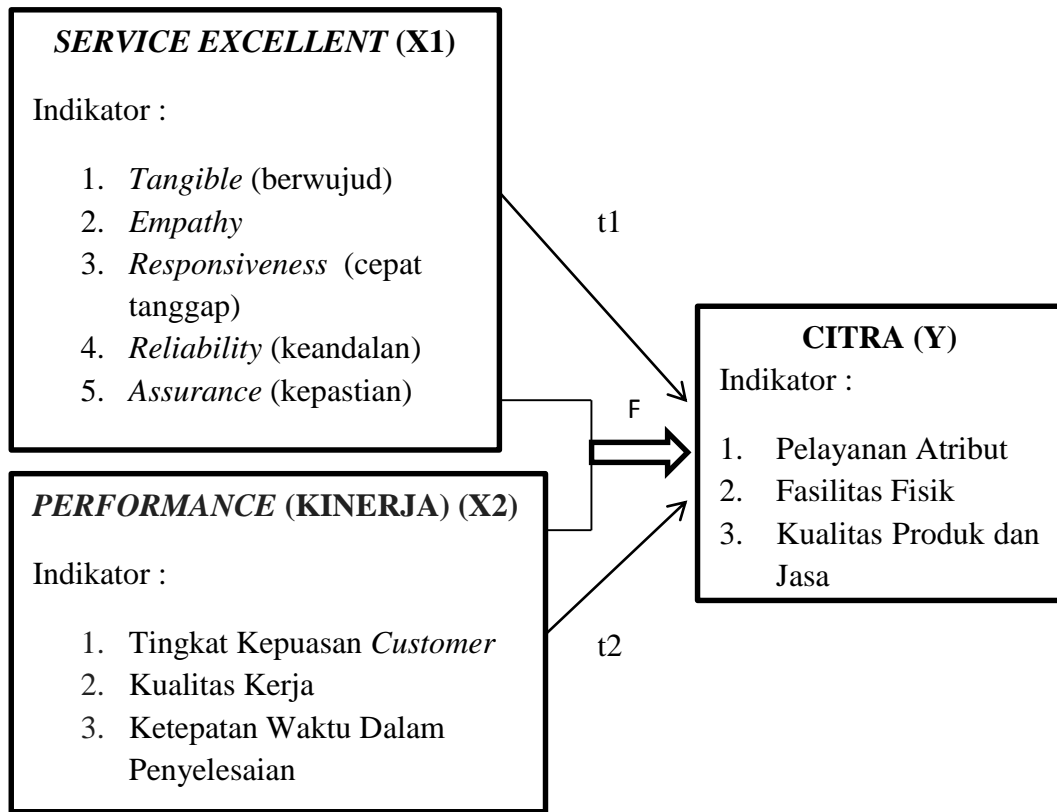 SERVICE EXCELLENT (X1)
Indikator :
1. Tangible (berwujud)
2. Empathy
3. Responsiveness (cepat
tanggap)
4. Reliability (keandalan)
5. Assurance (kepastian)
t1
F
PERFORMANCE (KINERJA) (X2)
Indikator :
1. Tingkat Kepuasan Customer
2. Kualitas Kerja
3. Ketepatan Waktu Dalam
Penyelesaian
t2
CITRA (Y)
Indikator :
1. Pelayanan Atribut
2. Fasilitas Fisik
3. Kualitas Produk dan
Jasa